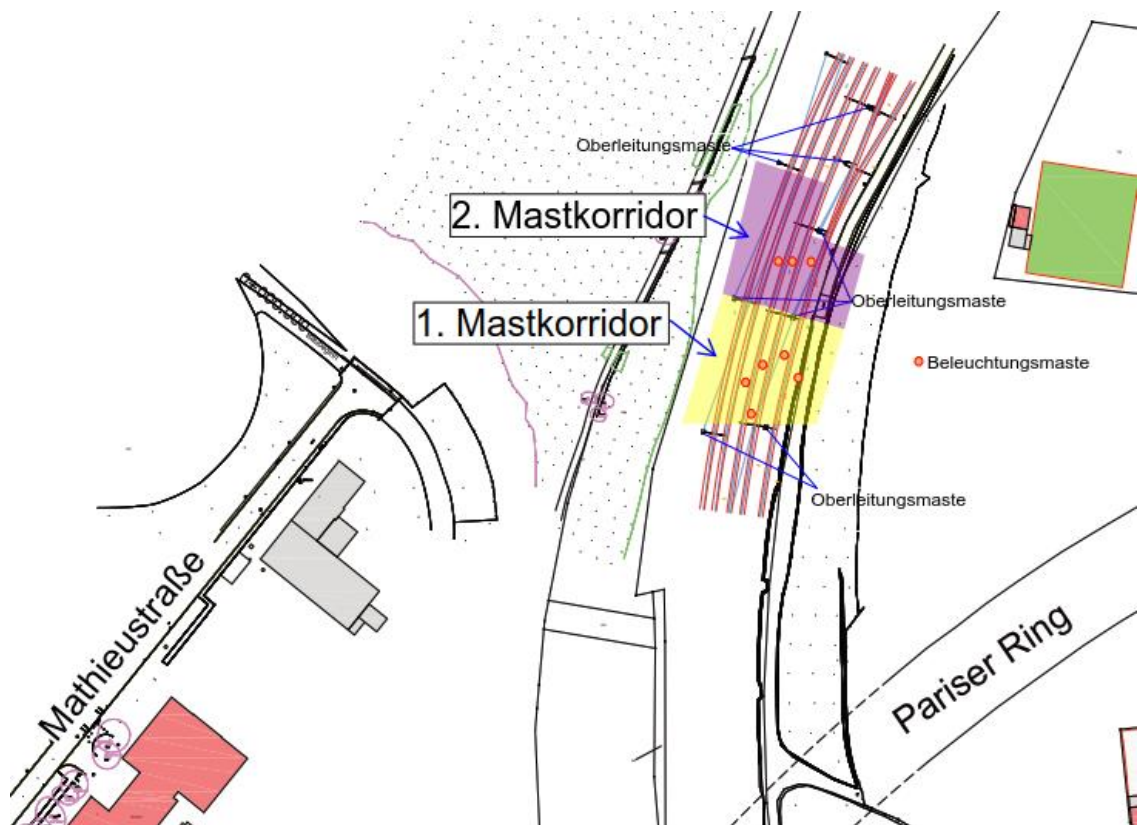 Oberleitungsmaste
2. Mastkorridor
Oberleitungsmaste
1. Mastkorridor
Beleuchtungsmaste
Oberleitungsmaste
Mathieustraße
Pariser Ring